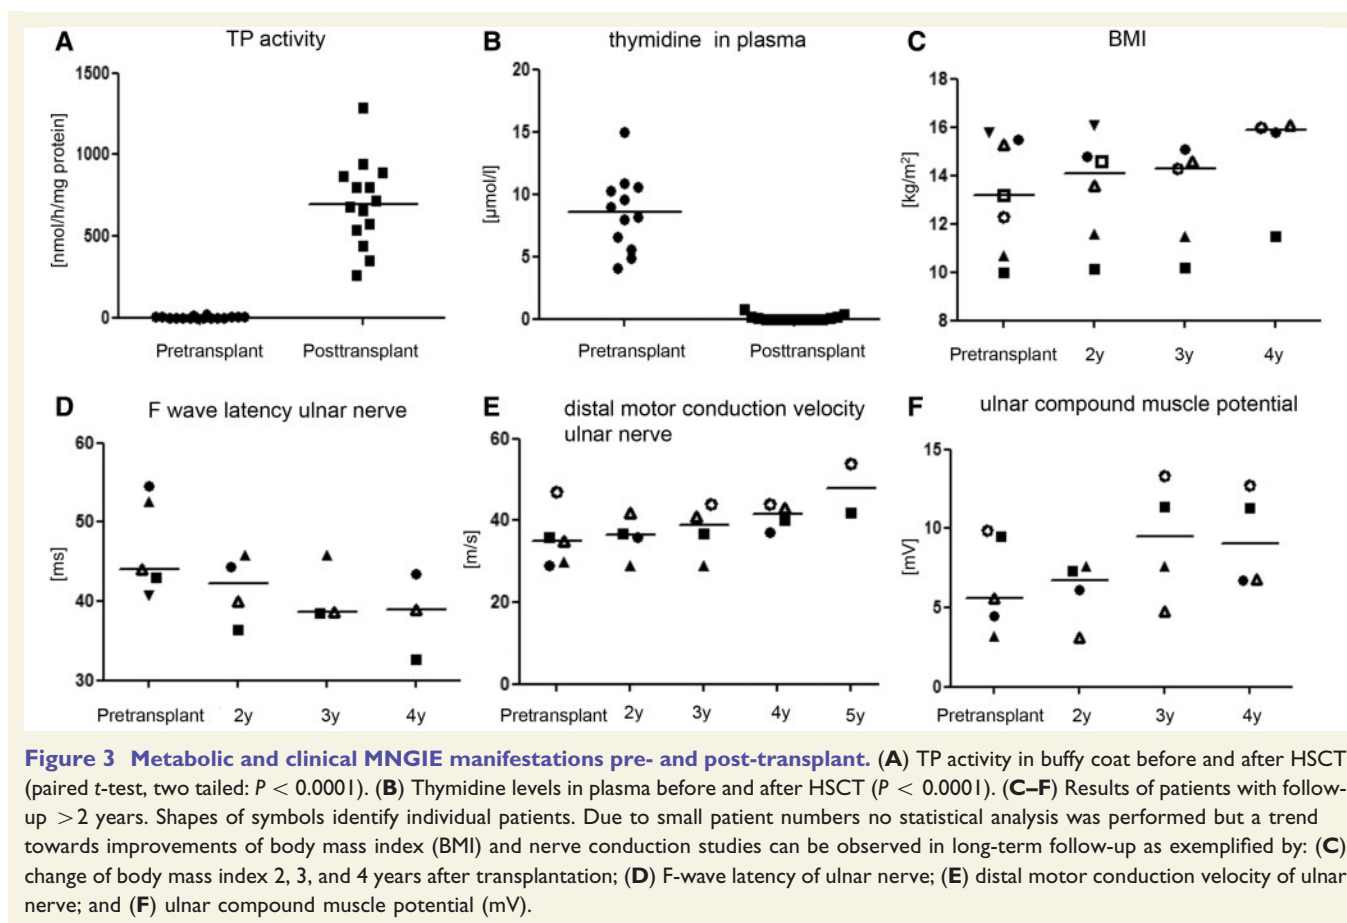 A TP activity
[nmol/h/mg protein]
1500
1000
500
0
Pretransplant Posttransplant
B thymidine in plasma
[µmol/l]
20
15
10
5
0
Pretransplant Posttransplant
C BMI
[kg/m²]
18
16
14
12
10
8
Pretransplant 2y 3y 4y
D F wave latency ulnar nerve
[ms]
60
50
40
30
Pretransplant 2y 3y 4y
E distal motor conduction velocity
ulnar nerve
[m/s]
60
40
20
0
Pretransplant 2y 3y 4y 5y
F ulnar compound muscle potential
[mV]
15
10
5
0
Pretransplant 2y 3y 4y
Figure 3 Metabolic and clinical MNGIE manifestations pre- and post-transplant. (A) TP activity in buffy coat before and after HSCT
(paired t-test, two tailed: P < 0.0001). (B) Thymidine levels in plasma before and after HSCT (P < 0.0001). (C–F) Results of patients with follow-
up >2 years. Shapes of symbols identify individual patients. Due to small patient numbers no statistical analysis was performed but a trend
towards improvements of body mass index (BMI) and nerve conduction studies can be observed in long-term follow-up as exemplified by: (C)
change of body mass index 2, 3, and 4 years after transplantation; (D) F-wave latency of ulnar nerve; (E) distal motor conduction velocity of ulnar
nerve; and (F) ulnar compound muscle potential (mV).